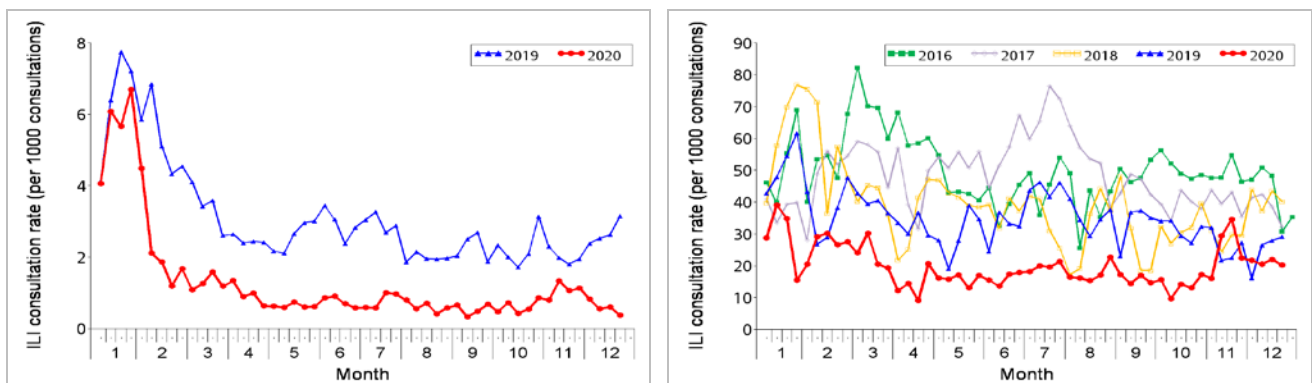 ILI consultation rate (per 1000 consultations)
8
6
4
2
0
2019 2020
1 2 3 4 5 6 7 8 9 10 11 12
Month
ILI consultation rate (per 1000 consultations)
90
80
70
60
50
40
30
20
10
0
2016 2017 2018 2019 2020
1 2 3 4 5 6 7 8 9 10 11 12
Month